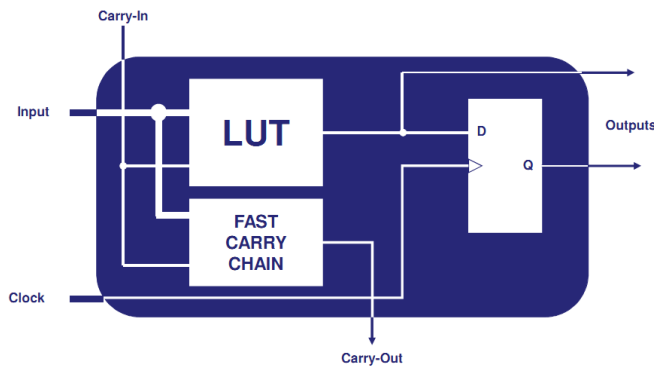 Carry-In
Input
LUT
D
Outputs
Q
FAST
CARRY
CHAIN
Clock
Carry-Out